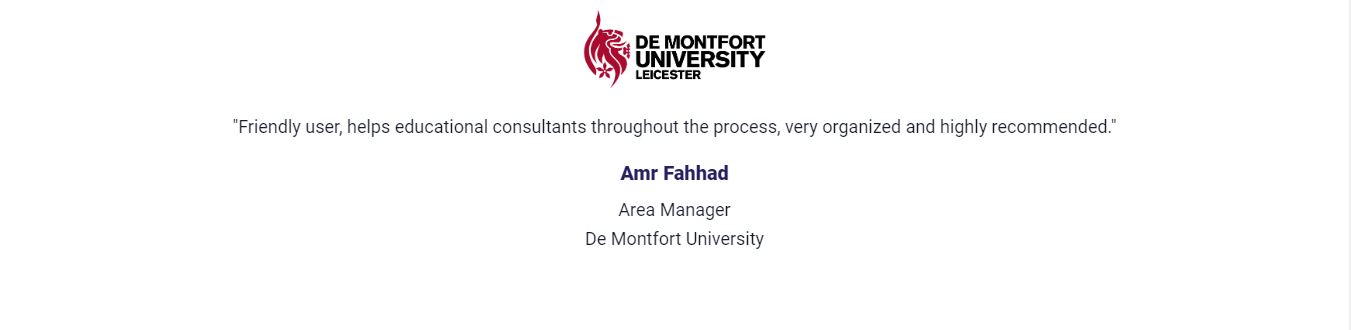 DE MONTFORT
UNIVERSITY
LEICESTER
"Friendly user, helps educational consultants throughout the process, very organized and highly recommended."
Amr Fahhad
Area Manager
De Montfort University